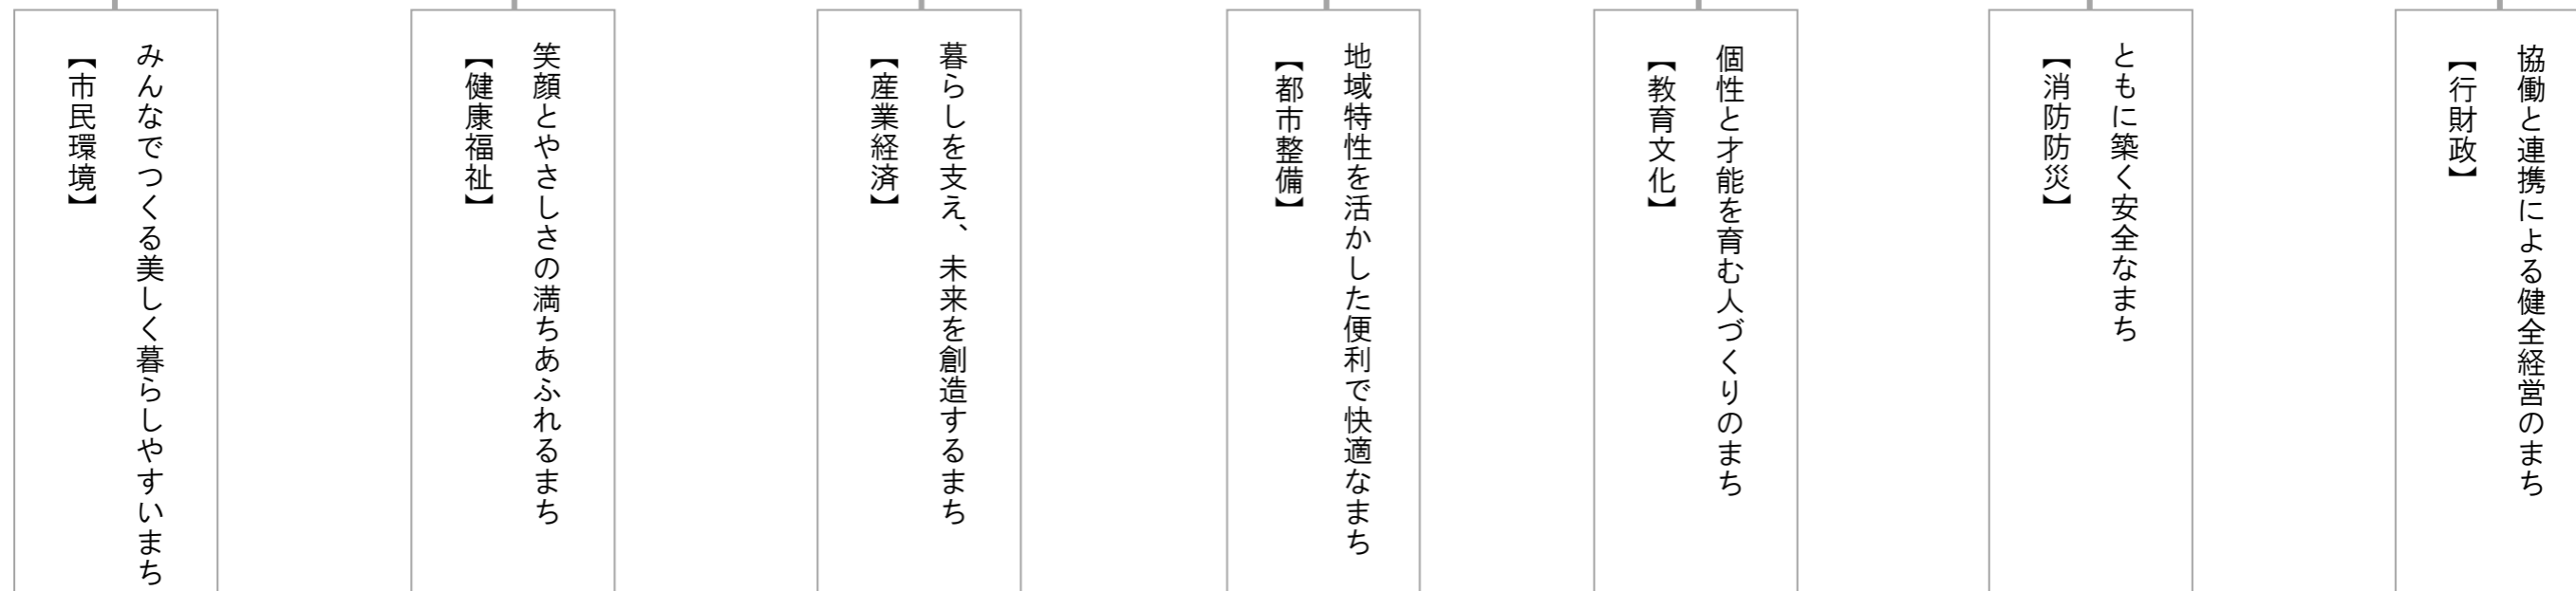 みんなでつくる美しく暮らしやすいまち
【市民環境】
笑顔とやさしさの満ちあふれるまち
【健康福祉】
暮らしを支え、未来を創造するまち
【産業経済】
地域特性を活かした便利で快適なまち
【都市整備】
個性と才能を育む人づくりのまち
【教育文化】
ともに築く安全なまち
【消防防災】
協働と連携による健全経営のまち
【行財政】